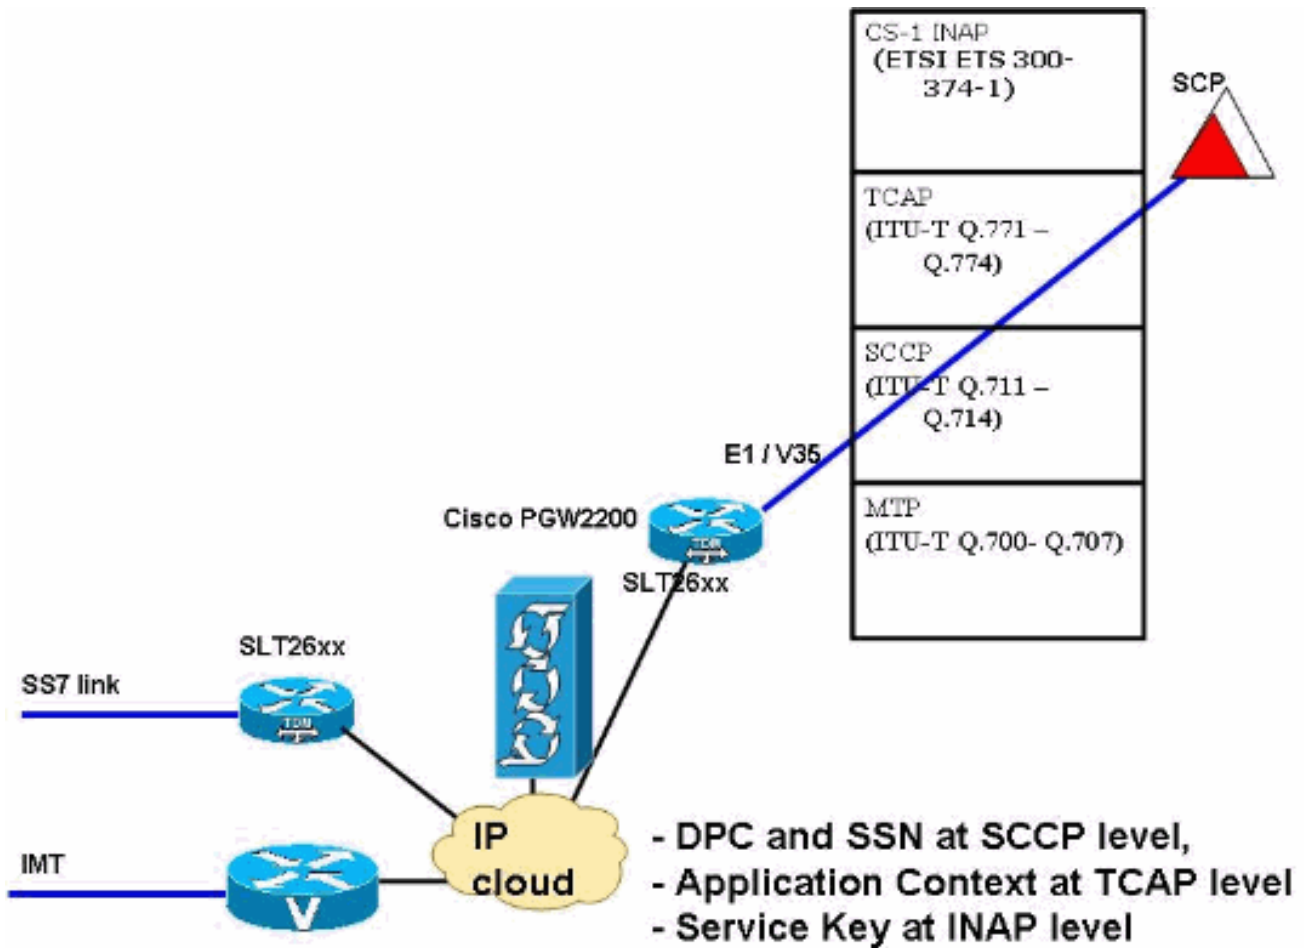 CS-1 INAP
(ETSI ETS 300-
374-1)
SCP
TCAP
(ITU-T Q.771 –
Q.774)
SCCP
(ITU-T Q.711 –
Q.714)
E1 / V35
MTP
(ITU-T Q.700- Q.707)
Cisco PGW2200
TDM
SLT26xx
SLT26xx
SS7 link
TDM
IMT
V
IP
cloud
- DPC and SSN at SCCP level,
- Application Context at TCAP level
- Service Key at INAP level